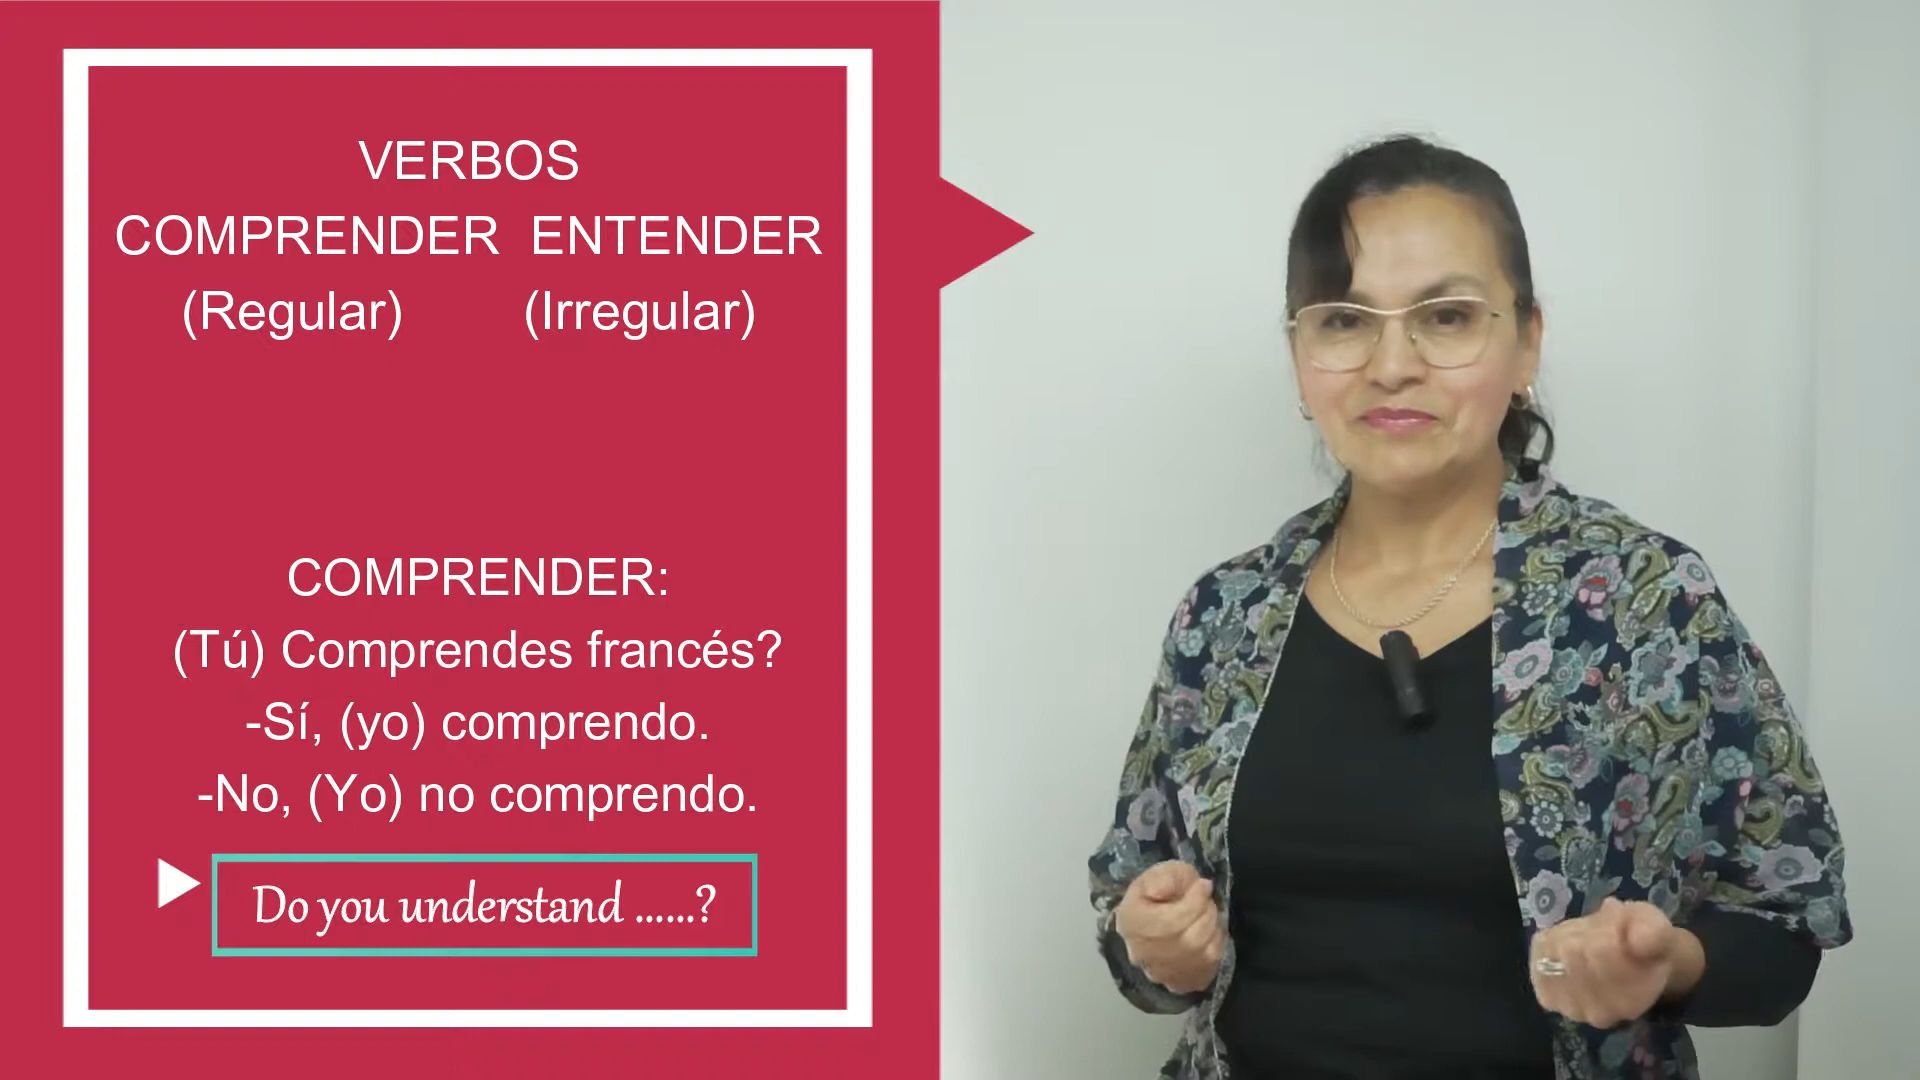 VERBOS
COMPRENDER ENTENDER
(Regular) (Irregular)
COMPRENDER:
(Tú) Comprendes francés?
-Sí, (yo) comprendo.
-No, (Yo) no comprendo.
Do you understand ......?